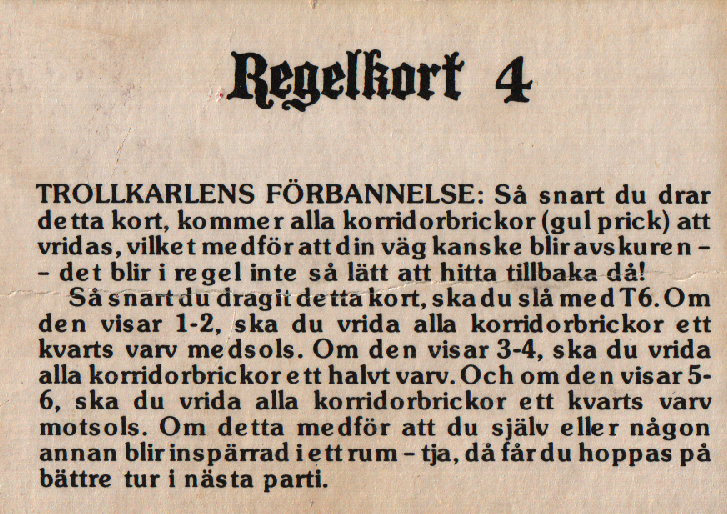 Regelkort 4
TROLLKARLENS FÖRBANNELSE: Så snart du drar
detta kort, kommer alla korridorbrickor (gul prick) att
vridas, vilket medför att din väg kanske blir avskuren –
– det blir i regel inte så lätt att hitta tillbaka då!
Så snart du dragit detta kort, ska du slå med T6. Om
den visar 1-2, ska du vrida alla korridorbrickor ett
kvarts varv medsols. Om den visar 3-4, ska du vrida
alla korridorbrickor ett halvt varv. Och om den visar 5-
6, ska du vrida alla korridorbrickor ett kvarts varv
motsols. Om detta medför att du själv eller någon
annan blir inspärrad i ett rum – tja, då får du hoppas på
bättre tur i nästa parti.